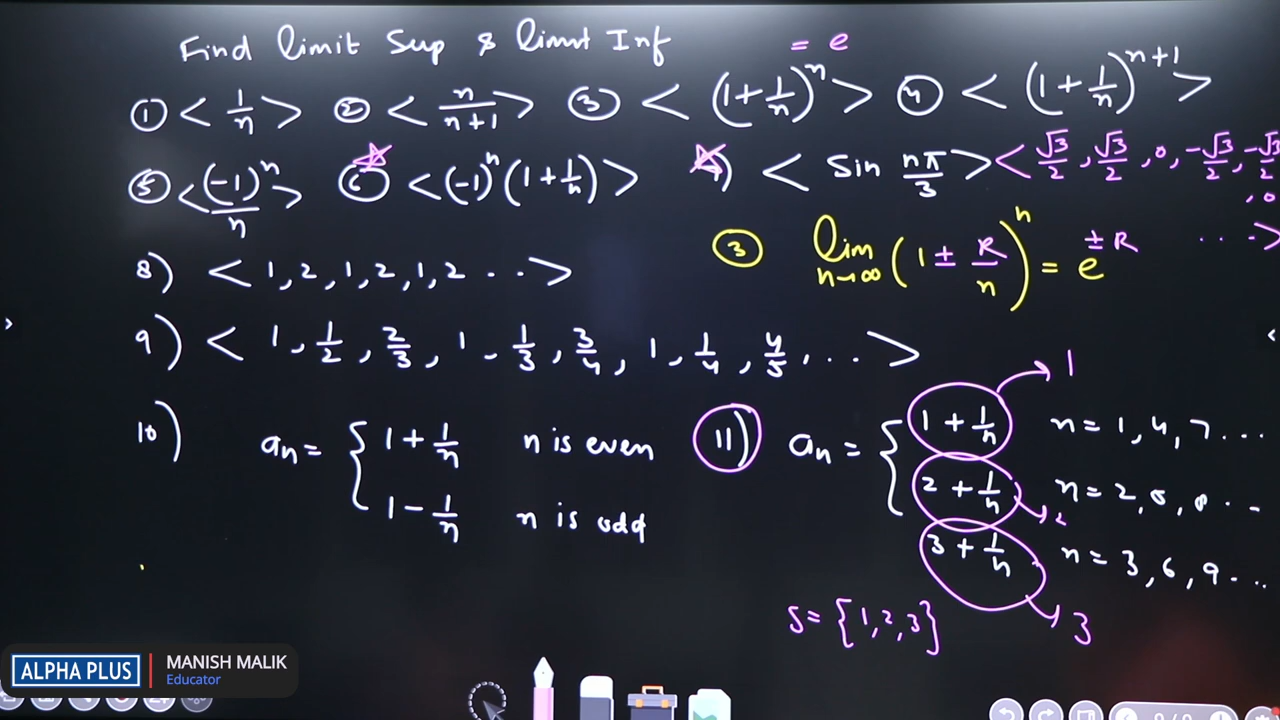 Find limit Sup & limit Inf = e
① < 1/n > ② < n/(n+1) > ③ < (1 + 1/n)^n > ④ < (1 + 1/n)^(n+1) >
⑤ < (-1)^n/n > ⑥ < (-1)^n (1 + 1/n) > 7) < Sin nπ/3 > < √3/2, √3/2, 0, -√3/2, -√3/2
, 0
... >
③ lim n→∞ (1 ± R/n)^n = e^(±R)
8) < 1, 2, 1, 2, 1, 2 ... >
9) < 1, 1/2, 2/3, 1, 1/3, 3/4, 1, 1/4, 4/5, ... >
10) an = { 1 + 1/n n is even
1 - 1/n n is odd
11) an = { 1 + 1/n n = 1, 4, 7 ... → 1
2 + 1/n n = 2, → 2
3 + 1/n n = 3, 6, 9 ... → 3
S = {1, 2, 3}
ALPHA PLUS
MANISH MALIK
Educator